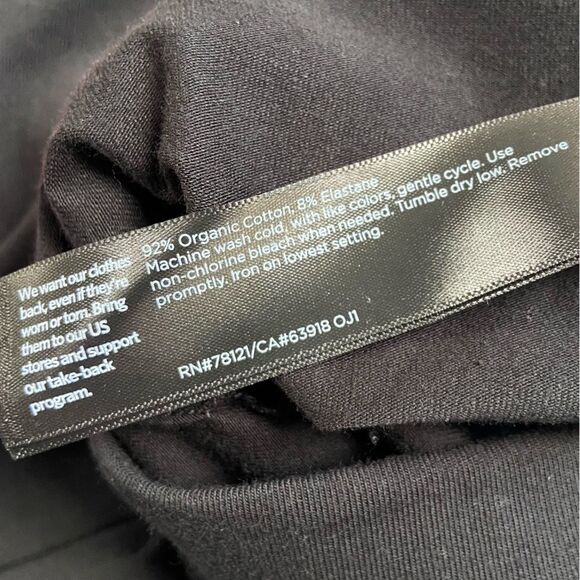 We want our clothes
back, even if they're
worn or torn. Bring
them to our US
stores and support
our take-back
program.
92% Organic Cotton, 8% Elastane
Machine wash cold, with like colors, gentle cycle. Use
non-chlorine bleach when needed. Tumble dry low. Remove
promptly. Iron on lowest setting.
RN#78121/CA#63918 OJ1